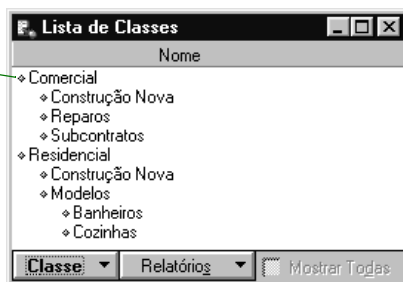 Lista de Classes
Nome
Comercial
Construção Nova
Reparos
Subcontratos
Residencial
Construção Nova
Modelos
Banheiros
Cozinhas
Classe Relatórios Mostrar Todas